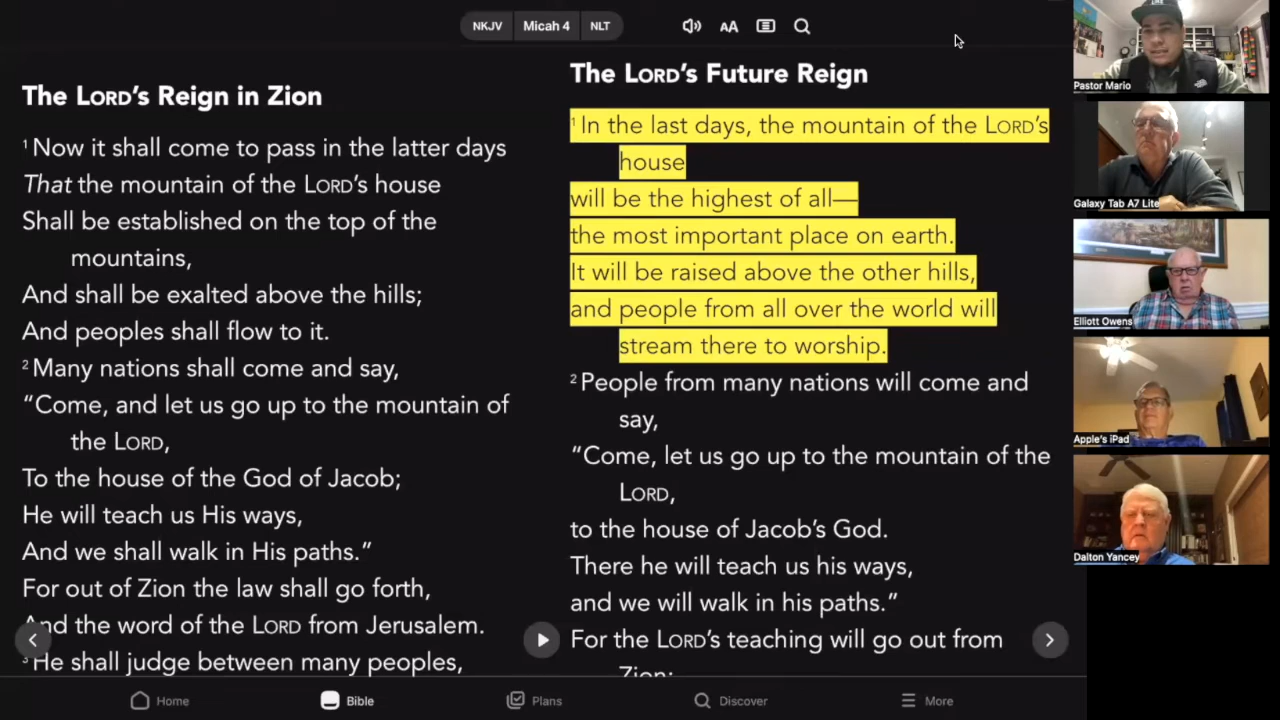 NKJV Micah 4 NLT
AA
The LORD's Reign in Zion
1 Now it shall come to pass in the latter days
That the mountain of the LORD's house
Shall be established on the top of the
mountains,
And shall be exalted above the hills;
And peoples shall flow to it.
2 Many nations shall come and say,
“Come, and let us go up to the mountain of
the LORD,
To the house of the God of Jacob;
He will teach us His ways,
And we shall walk in His paths.”
For out of Zion the law shall go forth,
And the word of the LORD from Jerusalem.
3 He shall judge between many peoples,
The LORD's Future Reign
1 In the last days, the mountain of the LORD's
house
will be the highest of all—
the most important place on earth.
It will be raised above the other hills,
and people from all over the world will
stream there to worship.
2 People from many nations will come and
say,
“Come, let us go up to the mountain of the
LORD,
to the house of Jacob's God.
There he will teach us his ways,
and we will walk in his paths.”
For the LORD's teaching will go out from
Zion;
Home Bible Plans Discover More
Pastor Mario
Galaxy Tab A7 Lite
Elliott Owens
Apple's iPad
Dalton Yancey